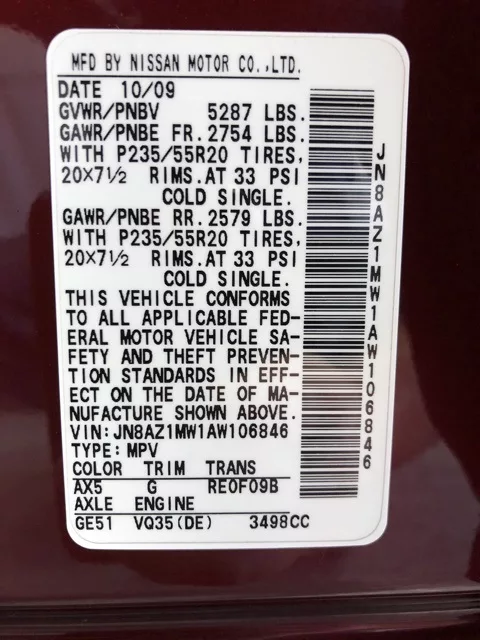 MFD BY NISSAN MOTOR CO.,LTD.
DATE 10/09
GVWR/PNBV 5287 LBS.
GAWR/PNBE FR. 2754 LBS.
WITH P235/55R20 TIRES,
20×7½ RIMS.AT 33 PSI
COLD SINGLE.
GAWR/PNBE RR. 2579 LBS.
WITH P235/55R20 TIRES,
20×7½ RIMS.AT 33 PSI
COLD SINGLE.
THIS VEHICLE CONFORMS
TO ALL APPLICABLE FED-
ERAL MOTOR VEHICLE SA-
FETY AND THEFT PREVEN-
TION STANDARDS IN EFF-
ECT ON THE DATE OF MA-
NUFACTURE SHOWN ABOVE.
VIN:JN8AZ1MW1AW106846
TYPE:MPV
COLOR TRIM TRANS
AX5 G RE0F09B
AXLE ENGINE
GE51 VQ35(DE) 3498CC
JN8AZ1MW1AW106846